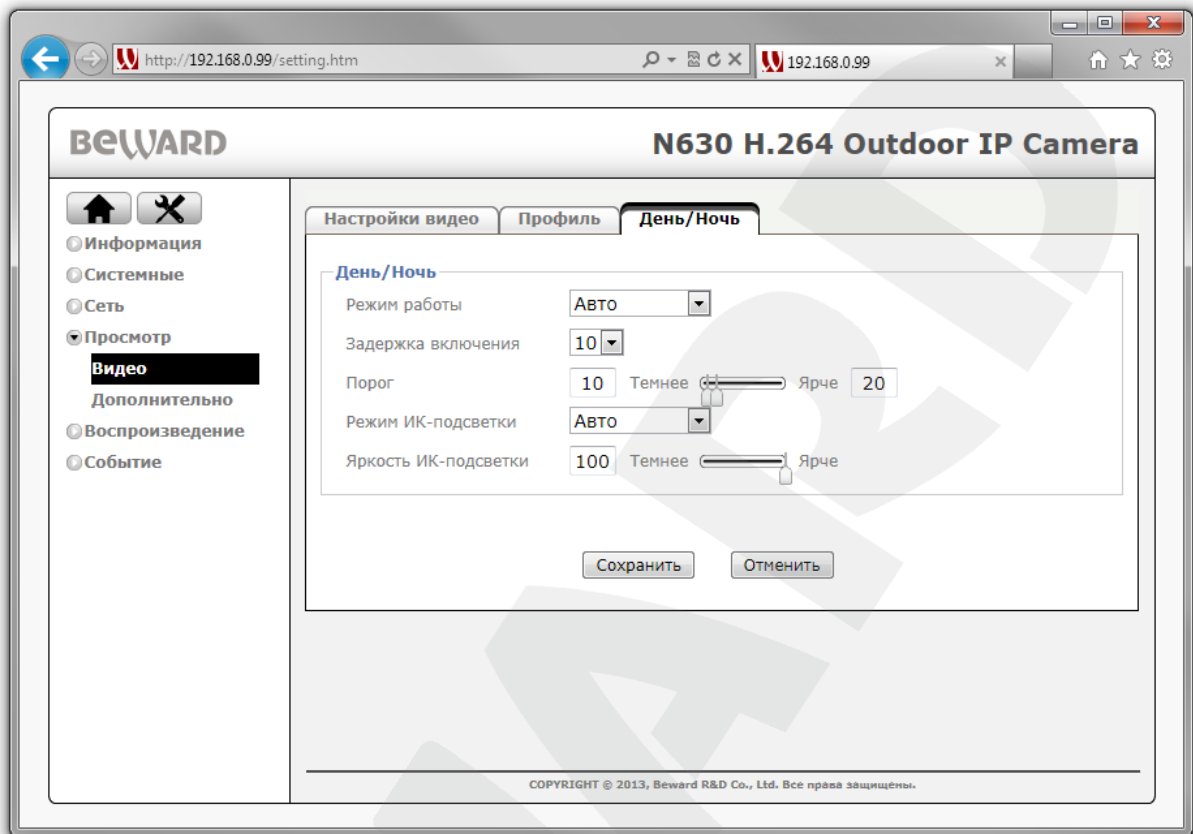 http://192.168.0.99/setting.htm
192.168.0.99
BEWARD
N630 H.264 Outdoor IP Camera
Информация
Системные
Сеть
Просмотр
Видео
Дополнительно
Воспроизведение
Событие
Настройки видео Профиль День/Ночь
День/Ночь
Режим работы Авто
Задержка включения 10
Порог 10 Темнее Ярче 20
Режим ИК-подсветки Авто
Яркость ИК-подсветки 100 Темнее Ярче
Сохранить Отменить
COPYRIGHT © 2013, Beward R&D Co., Ltd. Все права защищены.